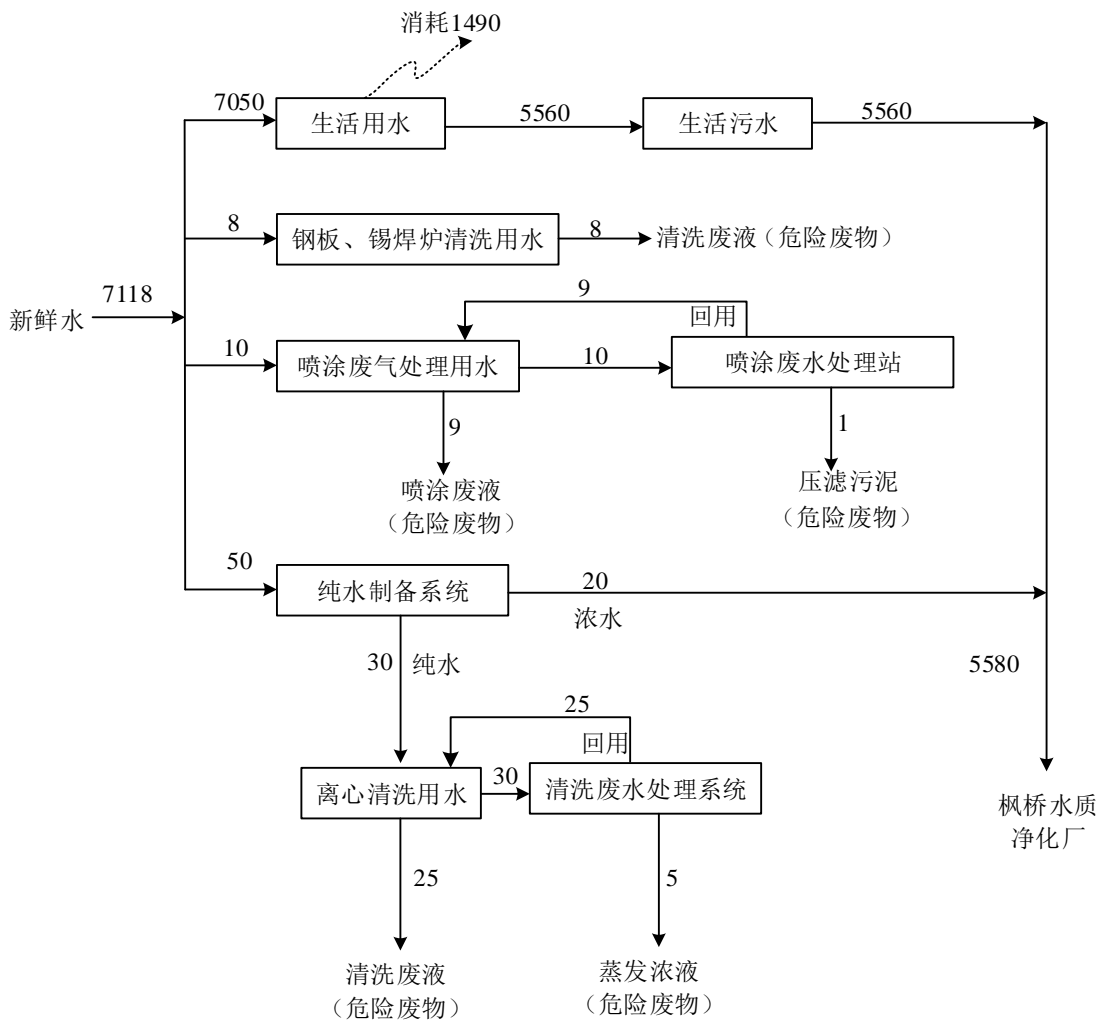 消耗1490
7050
生活用水
5560
生活污水
5560
8
钢板、锡焊炉清洗用水
8
清洗废液（危险废物）
新鲜水
7118
9
回用
10
喷涂废气处理用水
10
喷涂废水处理站
9
1
喷涂废液
（危险废物）
压滤污泥
（危险废物）
50
纯水制备系统
20
浓水
30
纯水
5580
25
回用
离心清洗用水
30
清洗废水处理系统
枫桥水质
净化厂
25
5
清洗废液
（危险废物）
蒸发浓液
（危险废物）